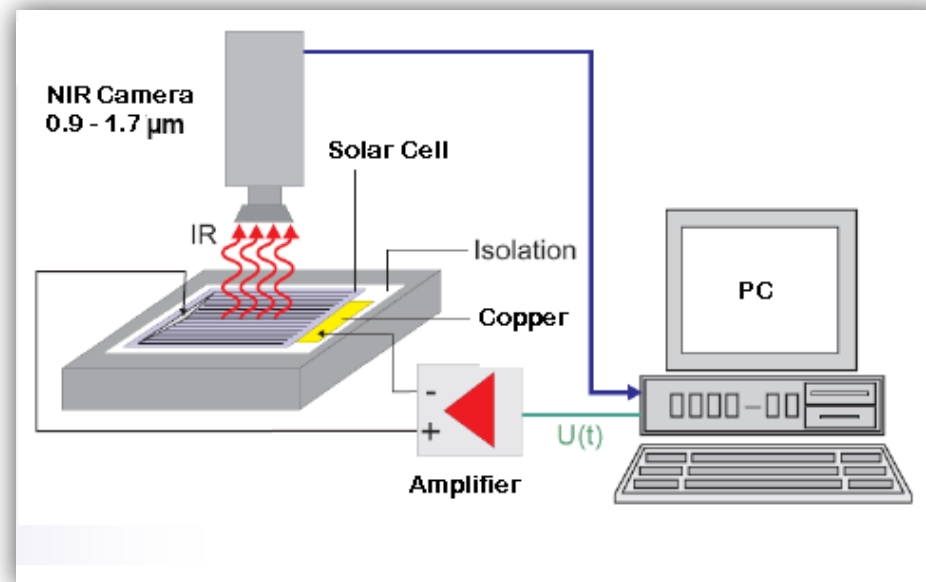 NIR Camera
0.9 - 1.7 µm
Solar Cell
IR
Isolation
Copper
PC
-
+
U(t)
Amplifier